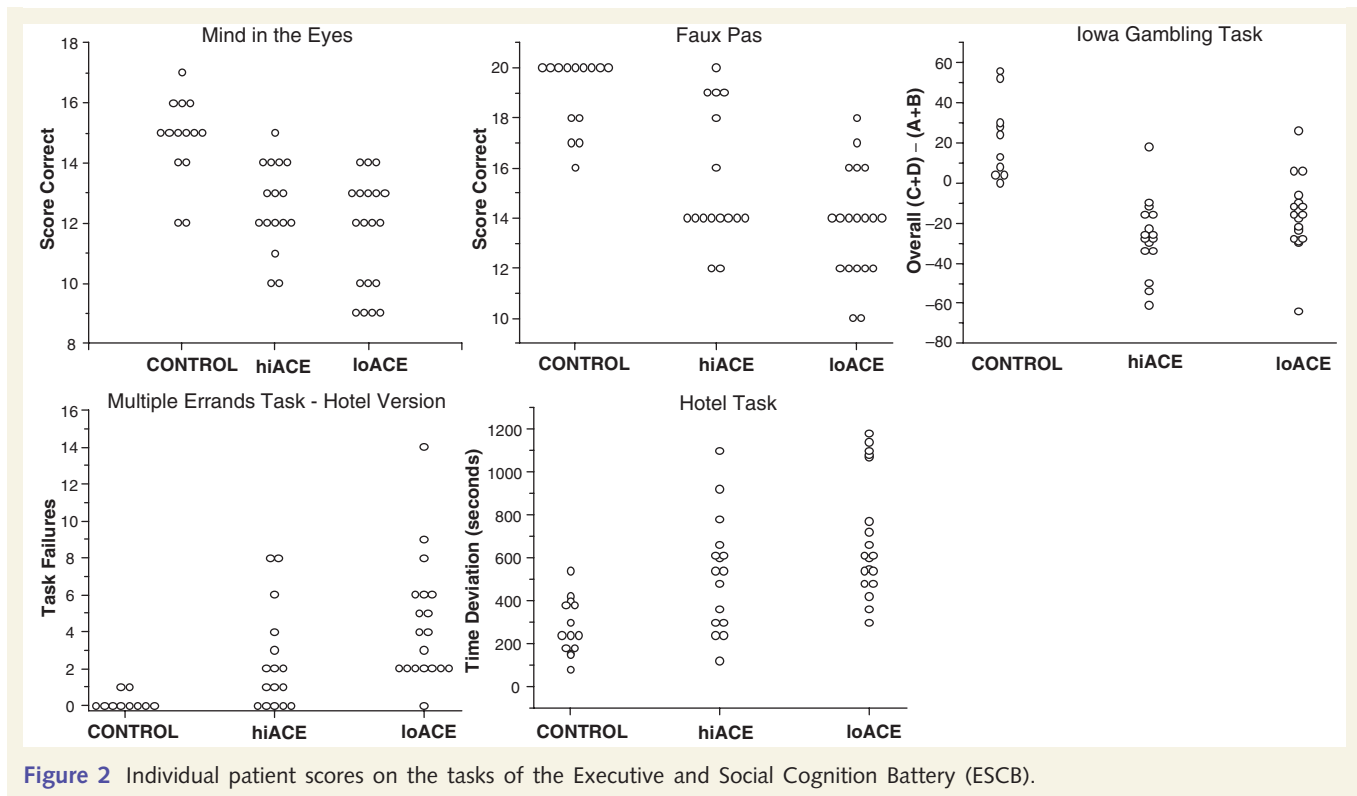 Mind in the Eyes
18
16
14
12
10
8
Score Correct
CONTROL hiACE loACE
Faux Pas
20
18
16
14
12
10
Score Correct
CONTROL hiACE loACE
Iowa Gambling Task
60
40
20
0
–20
–40
–60
–80
Overall (C+D) – (A+B)
CONTROL hiACE loACE
Multiple Errands Task - Hotel Version
16
14
12
10
8
6
4
2
0
Task Failures
CONTROL hiACE loACE
Hotel Task
1200
1000
800
600
400
200
0
Time Deviation (seconds)
CONTROL hiACE loACE
Figure 2 Individual patient scores on the tasks of the Executive and Social Cognition Battery (ESCB).